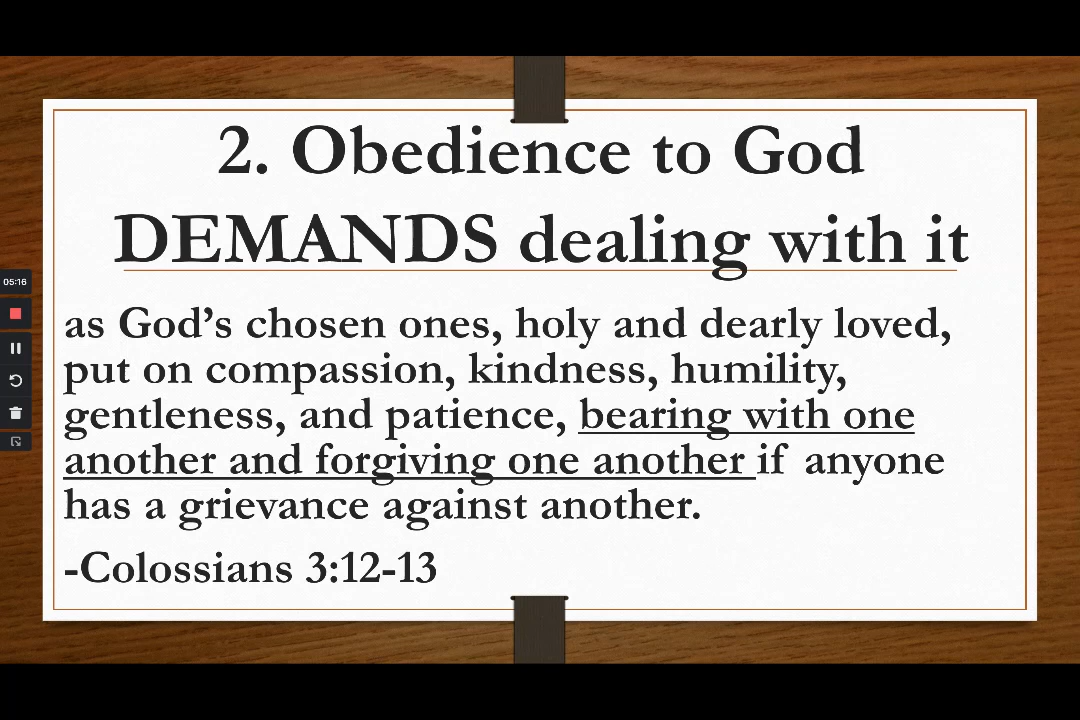 2. Obedience to God
DEMANDS dealing with it
as God’s chosen ones, holy and dearly loved,
put on compassion, kindness, humility,
gentleness, and patience, bearing with one
another and forgiving one another if anyone
has a grievance against another.
-Colossians 3:12-13
05:16